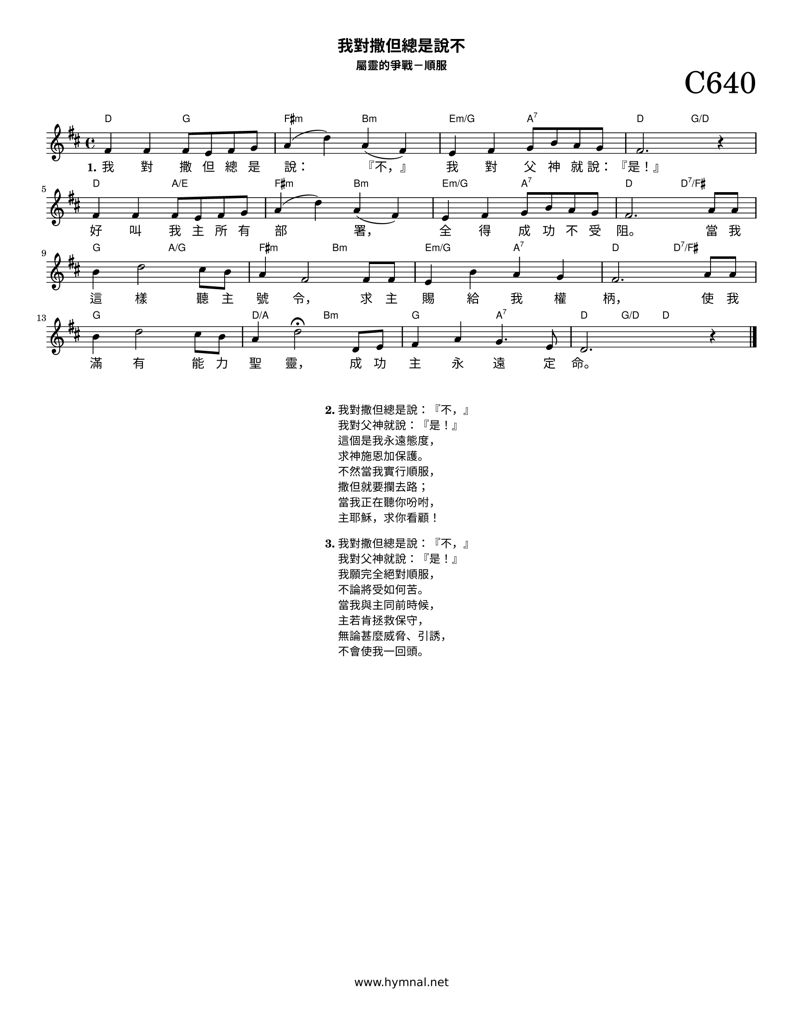 我對撒但總是說不
屬靈的爭戰－順服
C640
D G F♯m Bm Em/G A7 D G/D
1. 我 對 撒 但 總 是 說： 『不，』 我 對 父 神 就 說：『是！』
5 D A/E F♯m Bm Em/G A7 D D7/F♯
好 叫 我 主 所 有 部 署， 全 得 成 功 不 受 阻。 當 我
9 G A/G F♯m Bm Em/G A7 D D7/F♯
這 樣 聽 主 號 令， 求 主 賜 給 我 權 柄， 使 我
13 G D/A Bm G A7 D G/D D
滿 有 能 力 聖 靈， 成 功 主 永 遠 定 命。
2. 我對撒但總是說：『不，』
我對父神就說：『是！』
這個是我永遠態度，
求神施恩加保護。
不然當我實行順服，
撒但就要攔去路；
當我正在聽你吩咐，
主耶穌，求你看顧！
3. 我對撒但總是說：『不，』
我對父神就說：『是！』
我願完全絕對順服，
不論將受如何苦。
當我與主同前時候，
主若肯拯救保守，
無論甚麼威脅、引誘，
不會使我一回頭。
www.hymnal.net